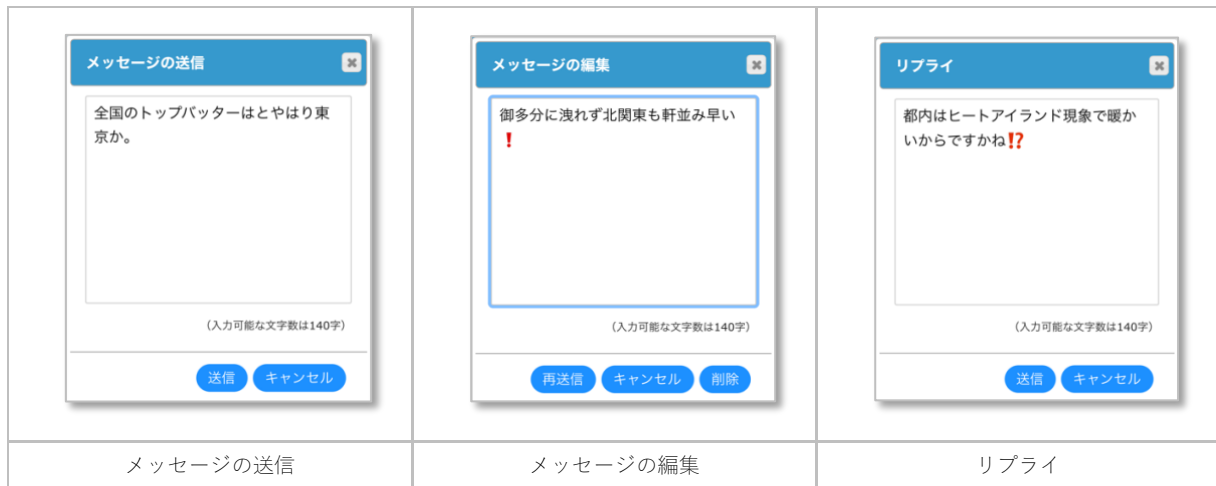 メッセージの送信
全国のトップバッターはとやはり東
京か。
(入力可能な文字数は140字)
送信 キャンセル
メッセージの編集
御多分に洩れず北関東も軒並み早い
❗
(入力可能な文字数は140字)
再送信 キャンセル 削除
リプライ
都内はヒートアイランド現象で暖か
いからですかね⁉️
(入力可能な文字数は140字)
送信 キャンセル
メッセージの送信
メッセージの編集
リプライ